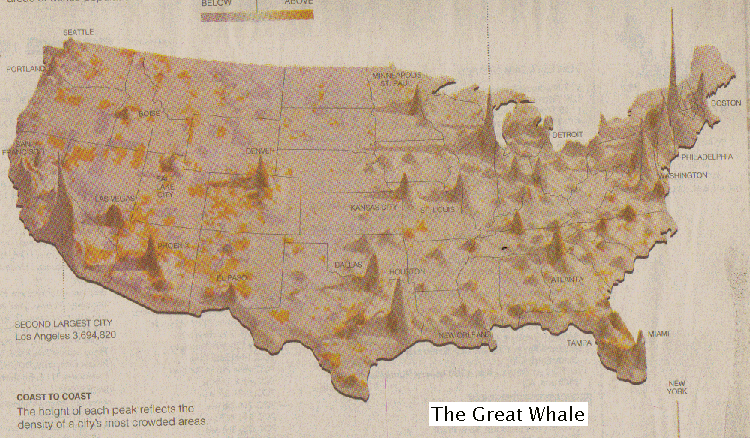 BELOW ABOVE
SEATTLE
PORTLAND
MINNEAPOLIS
ST. PAUL
BOSTON
BOISE
DETROIT
SAN
FRANCISCO
DENVER
PHILADELPHIA
WASHINGTON
SALT
LAKE
CITY
LAS VEGAS
KANSAS CITY
ST. LOUIS
PHOENIX
DALLAS
HOUSTON
EL PASO
ATLANTA
SECOND LARGEST CITY
Los Angeles 3,694,820
NEW ORLEANS
TAMPA
MIAMI
NEW
YORK
COAST TO COAST
The height of each peak reflects the
density of a city's most crowded areas.
The Great Whale